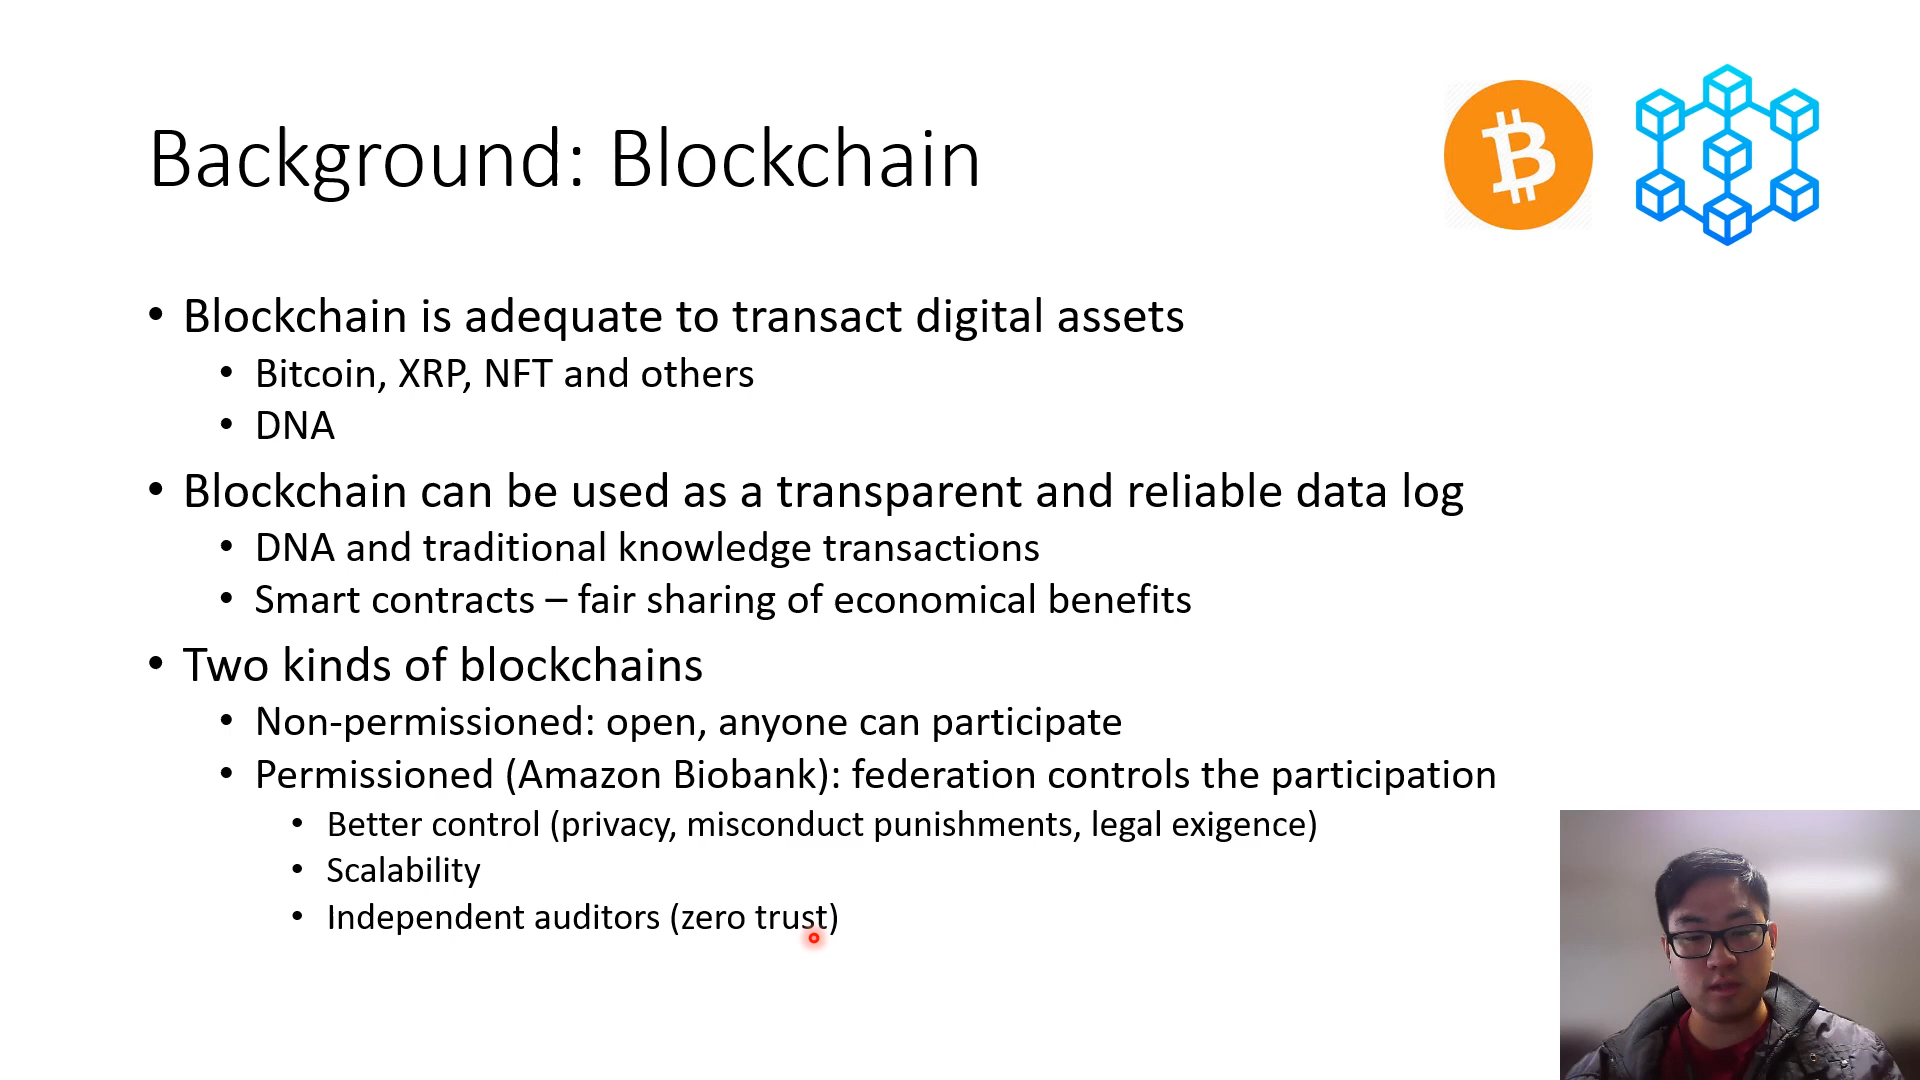 Background: Blockchain
• Blockchain is adequate to transact digital assets
• Bitcoin, XRP, NFT and others
• DNA
• Blockchain can be used as a transparent and reliable data log
• DNA and traditional knowledge transactions
• Smart contracts – fair sharing of economical benefits
• Two kinds of blockchains
• Non-permissioned: open, anyone can participate
• Permissioned (Amazon Biobank): federation controls the participation
• Better control (privacy, misconduct punishments, legal exigence)
• Scalability
• Independent auditors (zero trust)